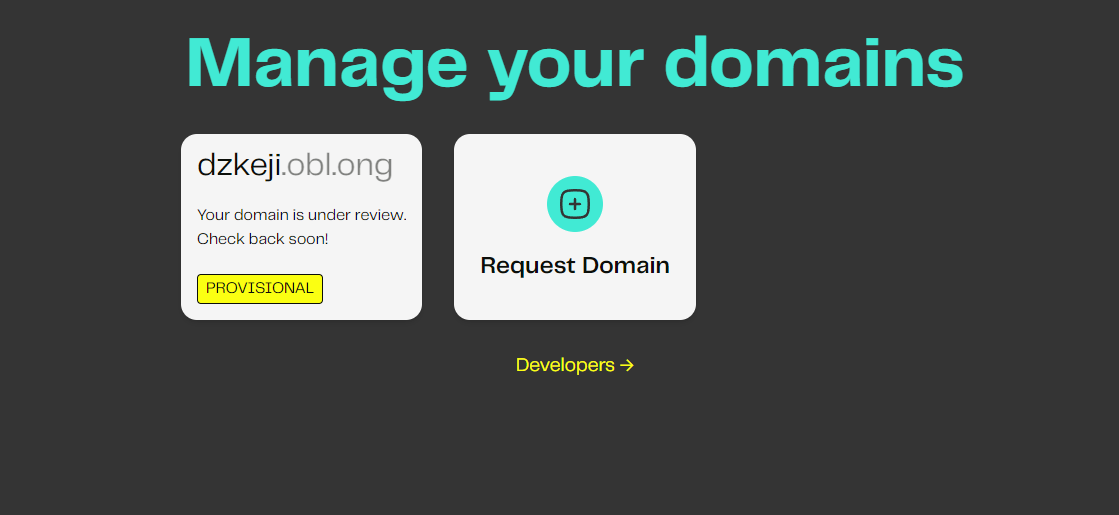 Manage your domains
dzkeji.obl.ong
Your domain is under review.
Check back soon!
PROVISIONAL
Request Domain
Developers →